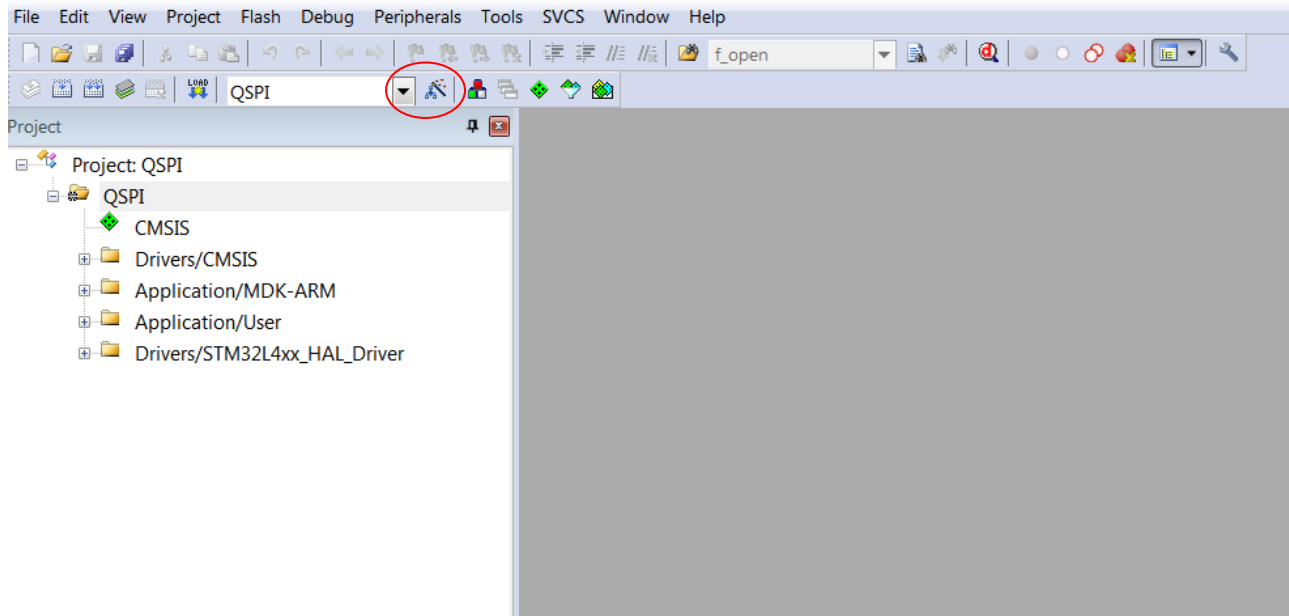 File Edit View Project Flash Debug Peripherals Tools SVCS Window Help
f_open
LOAD QSPI
Project
Project: QSPI
QSPI
CMSIS
Drivers/CMSIS
Application/MDK-ARM
Application/User
Drivers/STM32L4xx_HAL_Driver